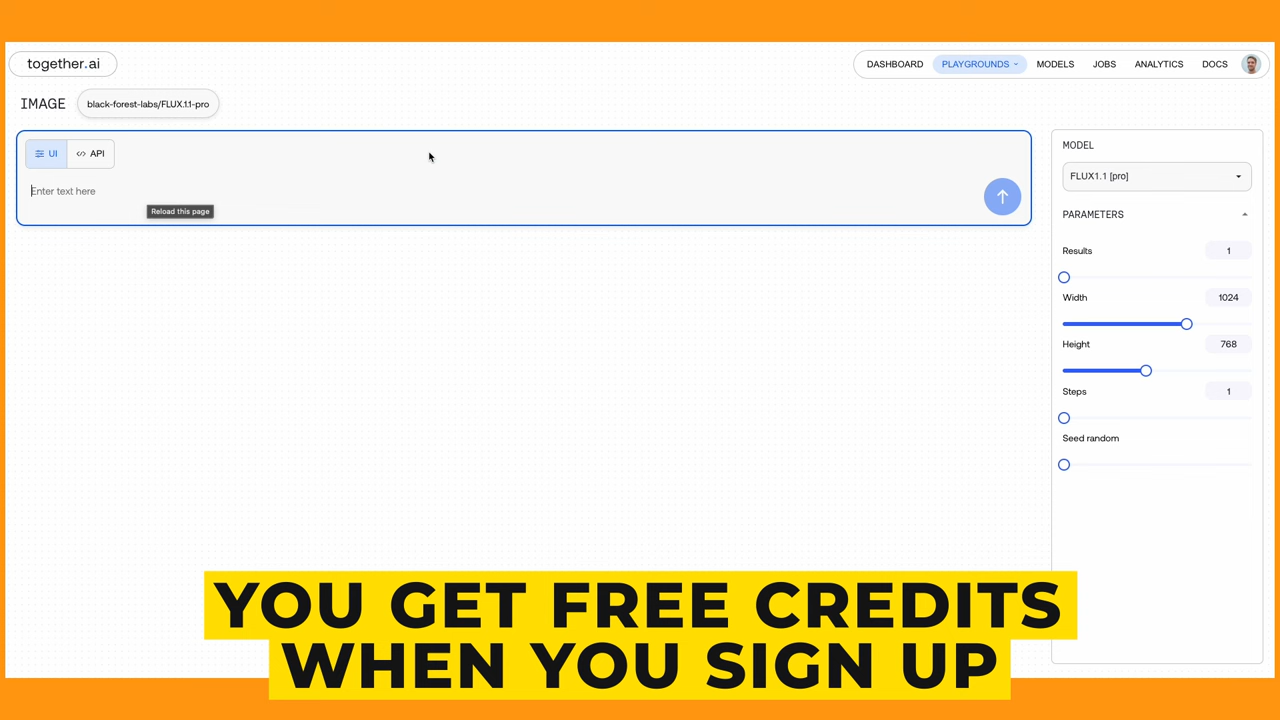 together.ai
DASHBOARD PLAYGROUNDS MODELS JOBS ANALYTICS DOCS
IMAGE black-forest-labs/FLUX.1.1-pro
UI API
Enter text here
Reload this page
MODEL
FLUX1.1 [pro]
PARAMETERS
Results 1
Width 1024
Height 768
Steps 1
Seed random
YOU GET FREE CREDITS
WHEN YOU SIGN UP